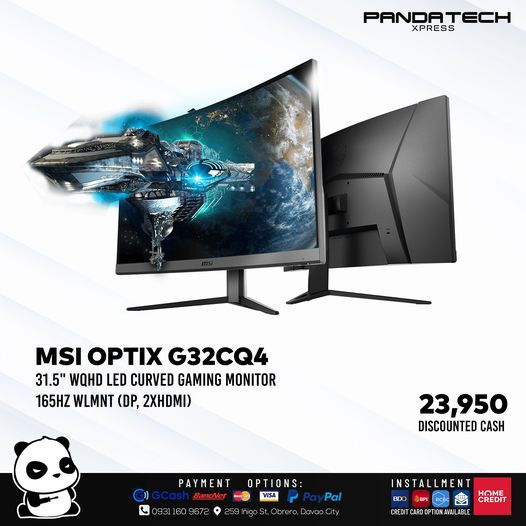 PANDATECH
XPRESS
msi
MSI OPTIX G32CQ4
31.5" WQHD LED CURVED GAMING MONITOR
165HZ WLMNT (DP, 2XHDMI)
23,950
DISCOUNTED CASH
PAYMENT OPTIONS:
GCash BancNet VISA PayPal
0931 160 9672 259 Iñigo St, Obrero, Davao City
INSTALLMENT
BDO BPI RCBC HOME CREDIT
CREDIT CARD OPTION AVAILABLE